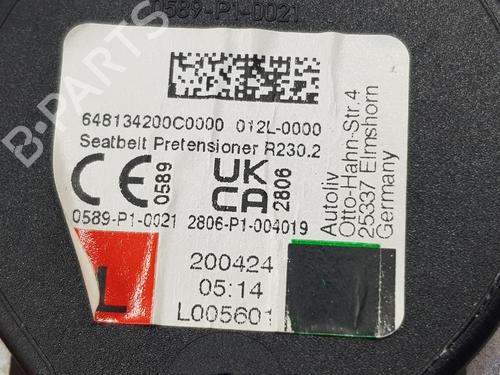 0589-P1-0021
648134200C0000 012L-0000
Seatbelt Pretensioner R230.2
CE 0589
UK CA 2806
0589-P1-0021 2806-P1-004019
Autoliv
Otto-Hahn-Str.4
25337 Elmshorn
Germany
L
200424
05:14
L005601
B-PARTS